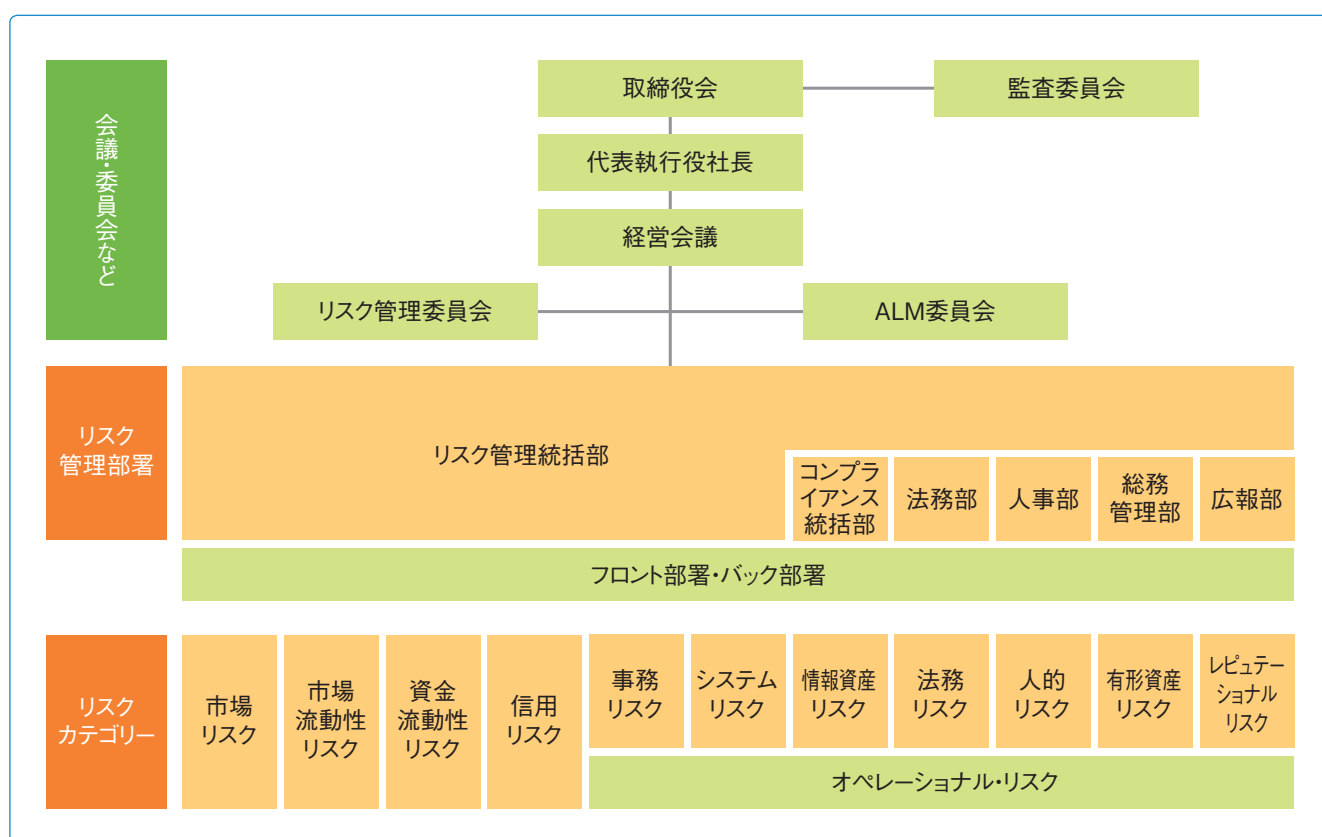 会議・委員会など
取締役会
監査委員会
代表執行役社長
経営会議
リスク管理委員会
ALM委員会
リスク
管理部署
リスク管理統括部
コンプラ
イアンス
統括部
法務部
人事部
総務
管理部
広報部
フロント部署・バック部署
リスク
カテゴリー
市場
リスク
市場
流動性
リスク
資金
流動性
リスク
信用
リスク
事務
リスク
システム
リスク
情報資産
リスク
法務
リスク
人的
リスク
有形資産
リスク
レピュテー
ショナル
リスク
オペレーショナル・リスク